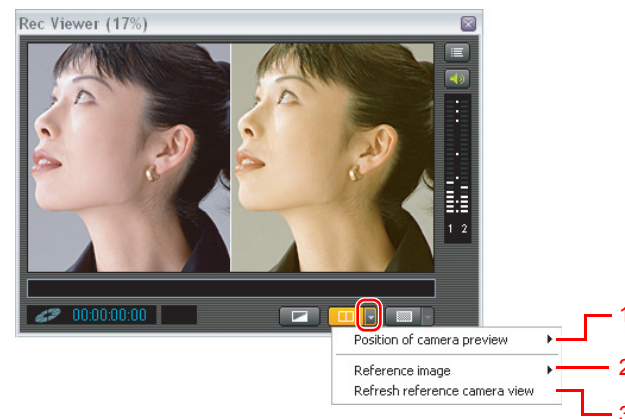 Rec Viewer (17%)
1 2
00:00:00:00
Position of camera preview
1
Reference image
2
Refresh reference camera view
3